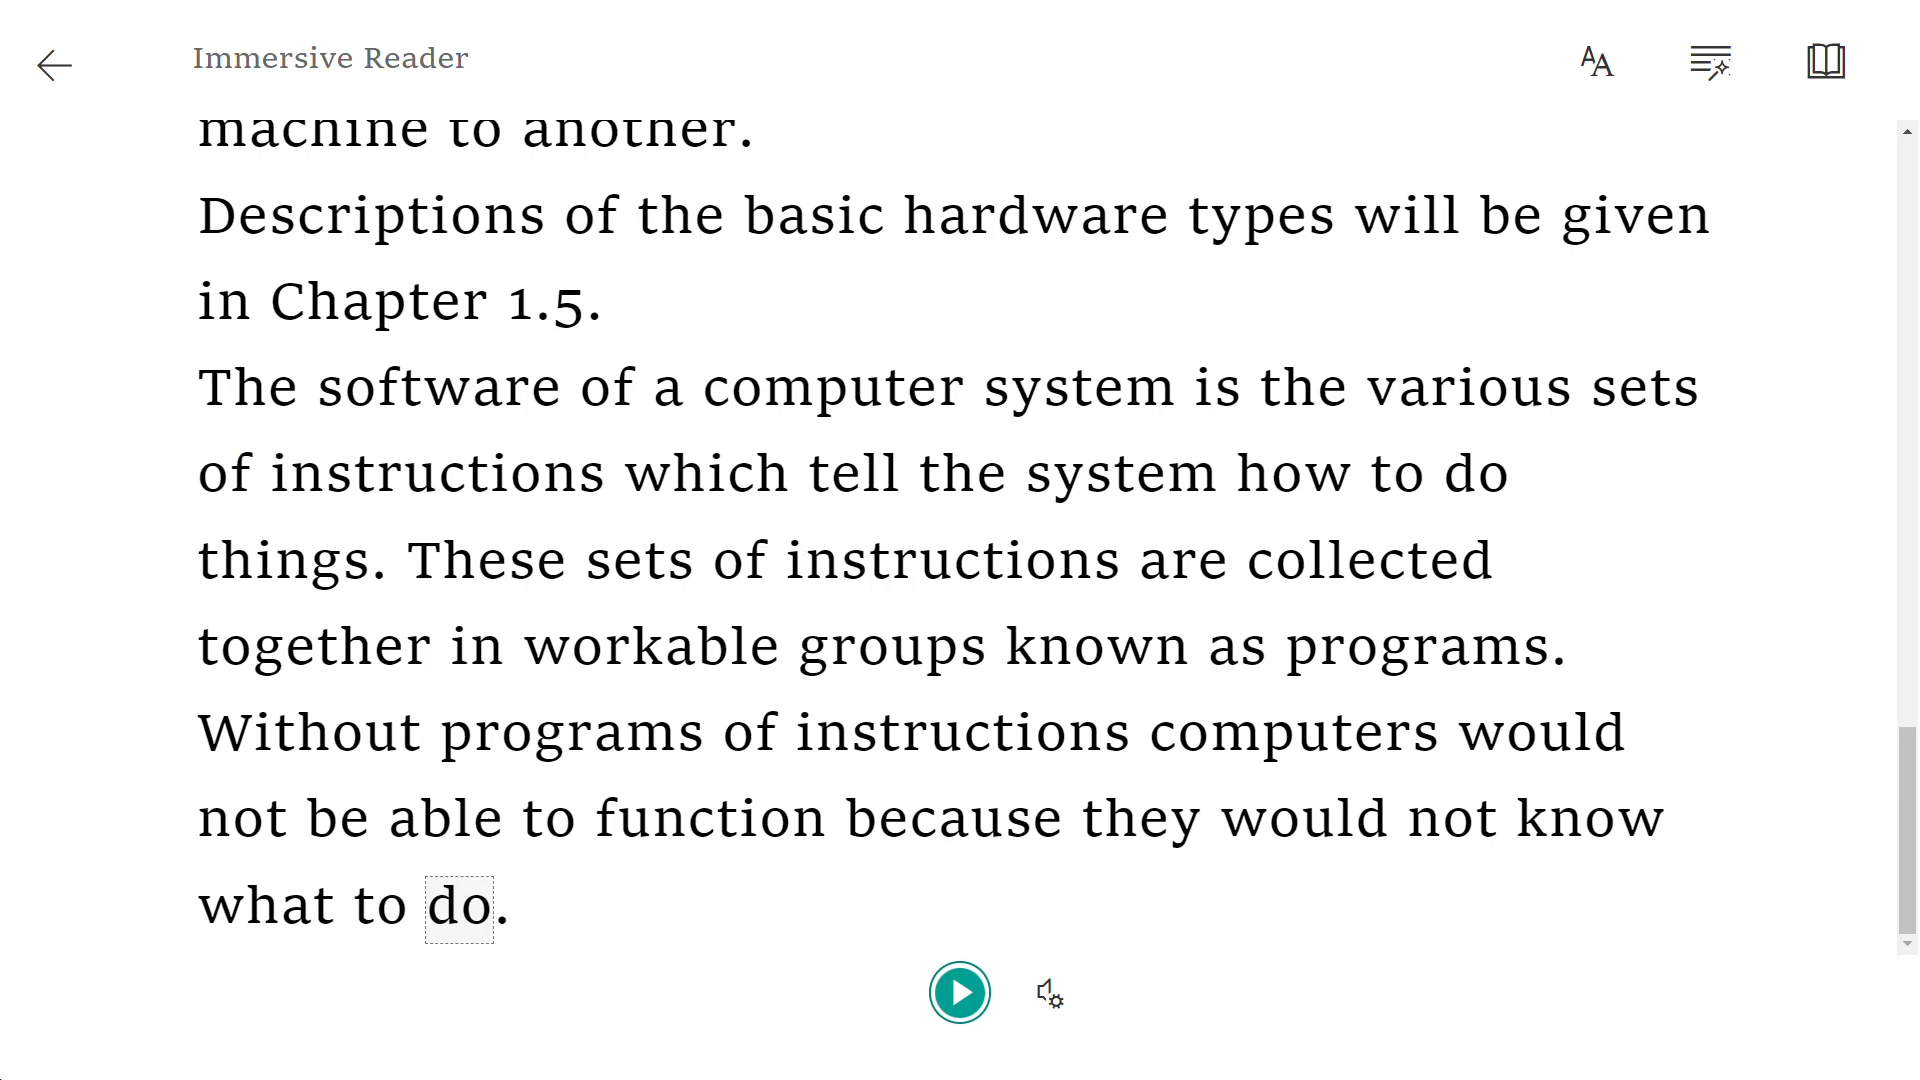 Immersive Reader
machine to another.
Descriptions of the basic hardware types will be given
in Chapter 1.5.
The software of a computer system is the various sets
of instructions which tell the system how to do
things. These sets of instructions are collected
together in workable groups known as programs.
Without programs of instructions computers would
not be able to function because they would not know
what to do.